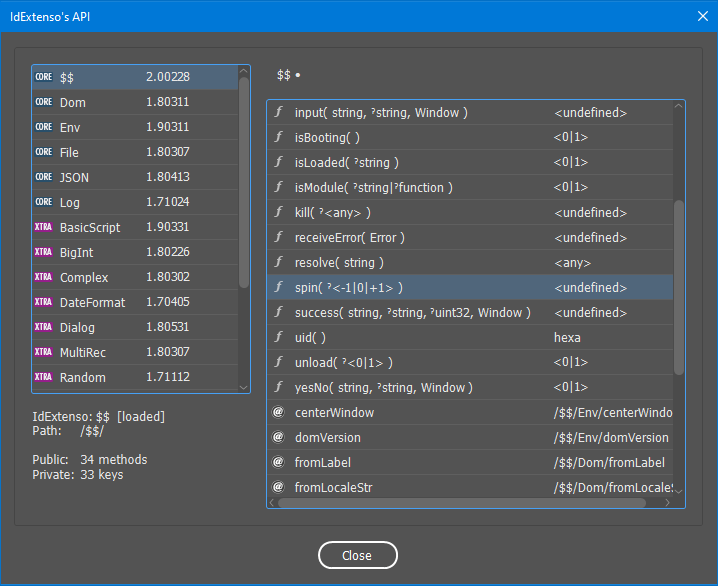 IdExtenso's API
CORE $$ 2.00228
CORE Dom 1.80311
CORE Env 1.90311
CORE File 1.80307
CORE JSON 1.80413
CORE Log 1.71024
XTRA BasicScript 1.90331
XTRA BigInt 1.80226
XTRA Complex 1.80302
XTRA DateFormat 1.70405
XTRA Dialog 1.80531
XTRA MultiRec 1.80307
XTRA Random 1.71112
IdExtenso: $$ [loaded]
Path: /$$/
Public: 34 methods
Private: 33 keys
$$ •
f input( string, ?string, Window ) <undefined>
f isBooting( ) <0|1>
f isLoaded( ?string ) <0|1>
f isModule( ?string|?function ) <0|1>
f kill( ?<any> ) <undefined>
f receiveError( Error ) <undefined>
f resolve( string ) <any>
f spin( ?<-1|0|+1> ) <undefined>
f success( string, ?string, ?uint32, Window ) <undefined>
f uid( ) hexa
f unload( ?<0|1> ) <0|1>
f yesNo( string, ?string, Window ) <0|1>
@ centerWindow /$$/Env/centerWindo
@ domVersion /$$/Env/domVersion
@ fromLabel /$$/Dom/fromLabel
@ fromLocaleStr /$$/Dom/fromLocaleS
Close